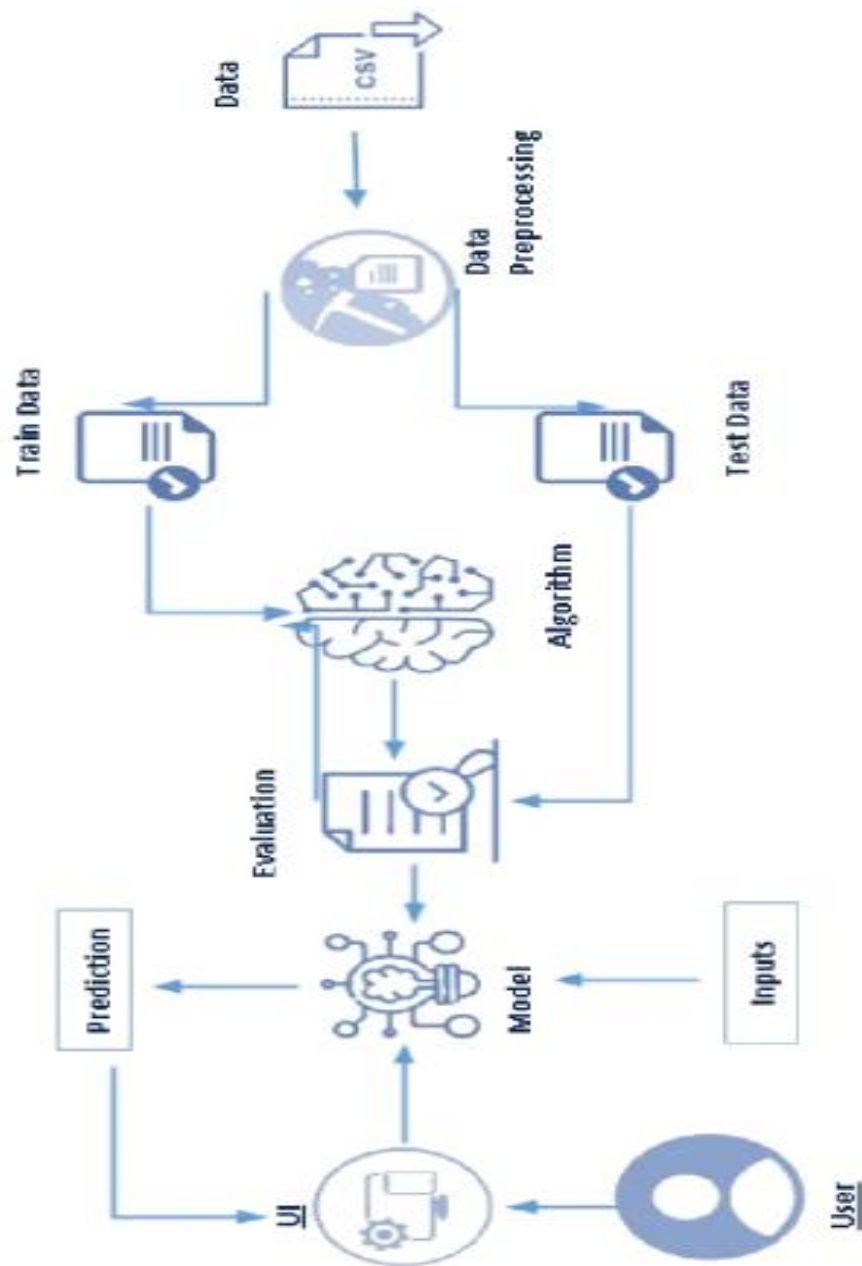 Prediction
Evaluation
Train Data
UI
Data
CSV
Model
Algorithm
Data
Preprocessing
User
Inputs
Test Data